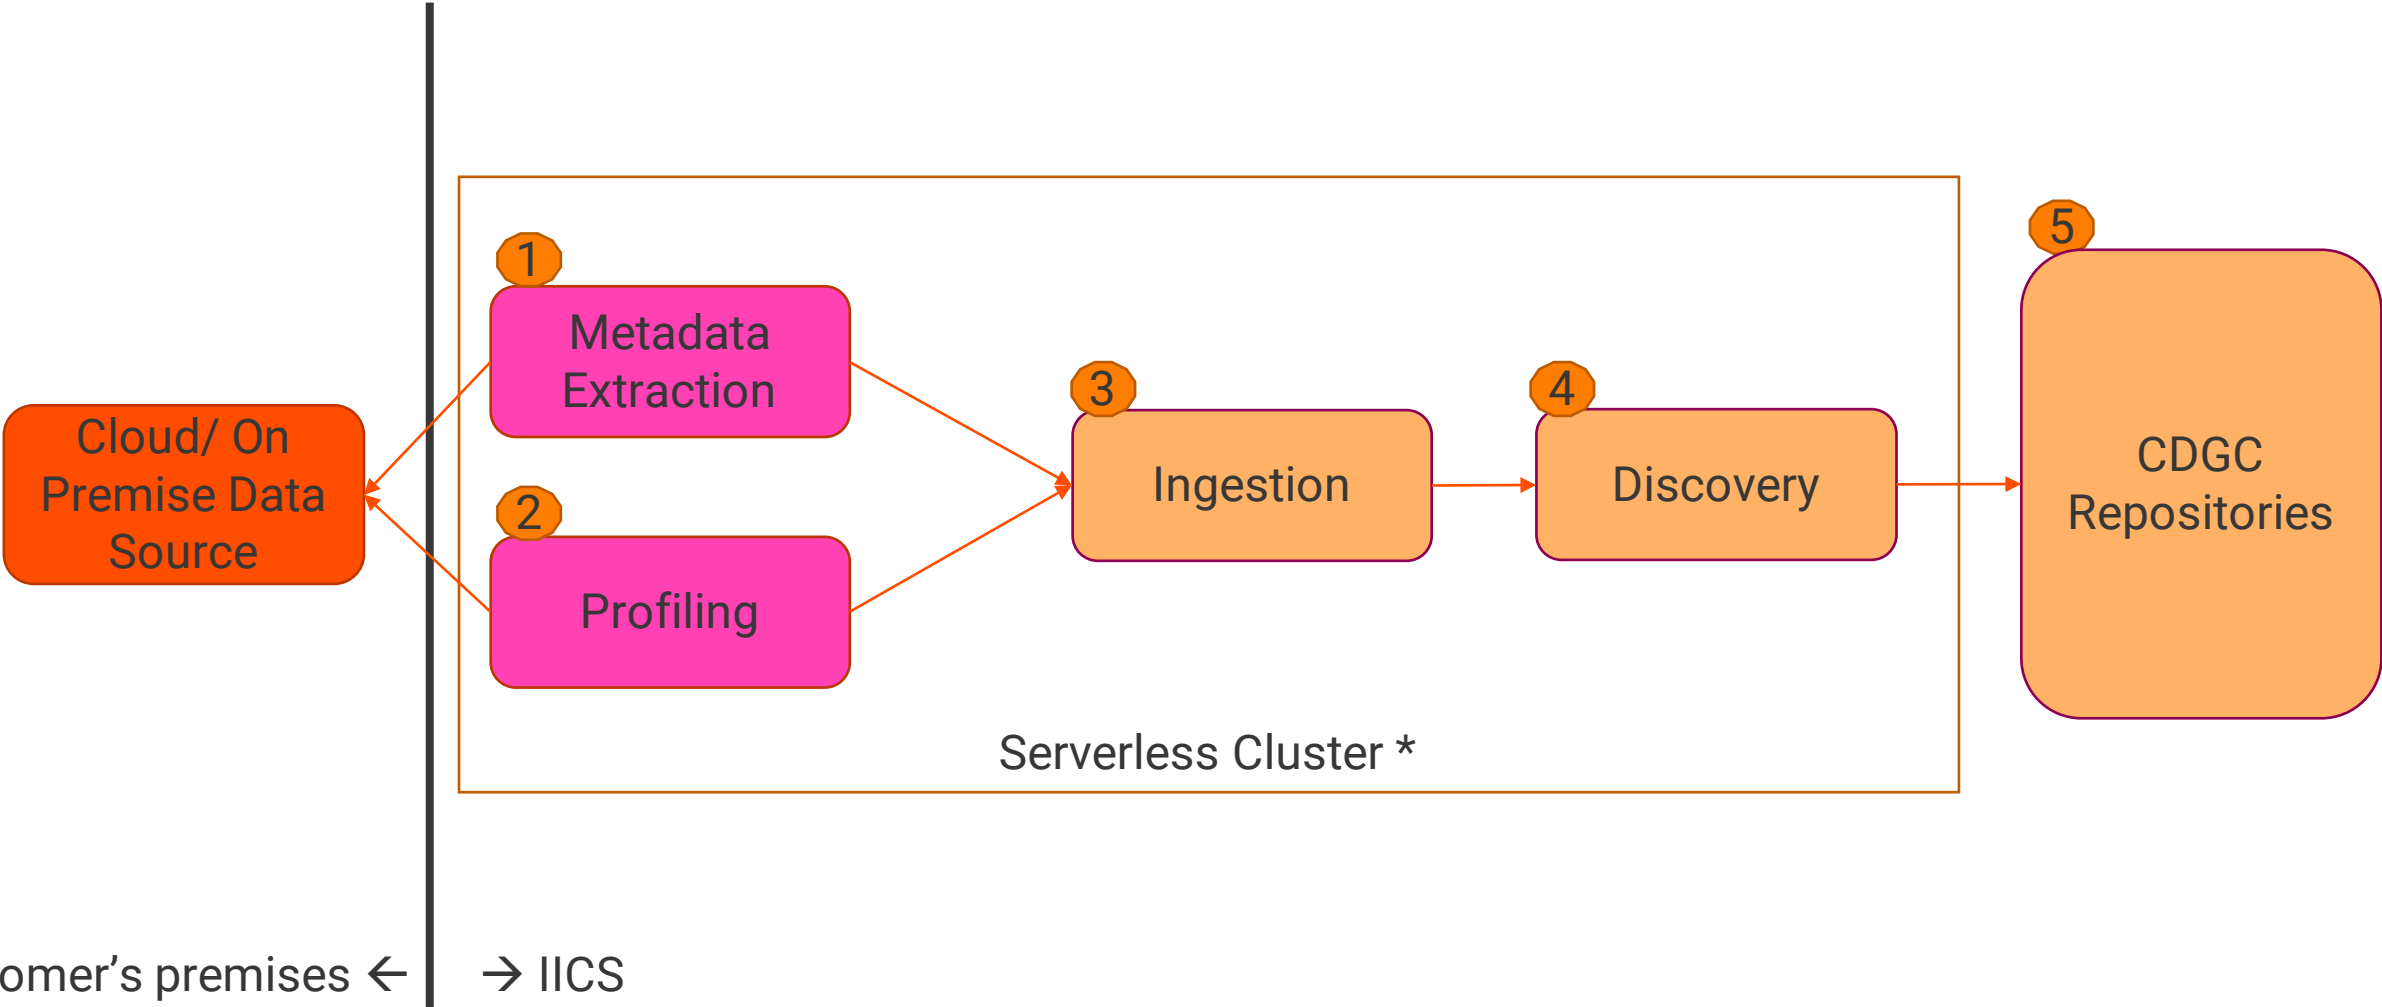 1
Metadata
Extraction
2
Profiling
Cloud/ On
Premise Data
Source
3
Ingestion
4
Discovery
5
CDGC
Repositories
Serverless Cluster *
omer’s premises ←
→ IICS